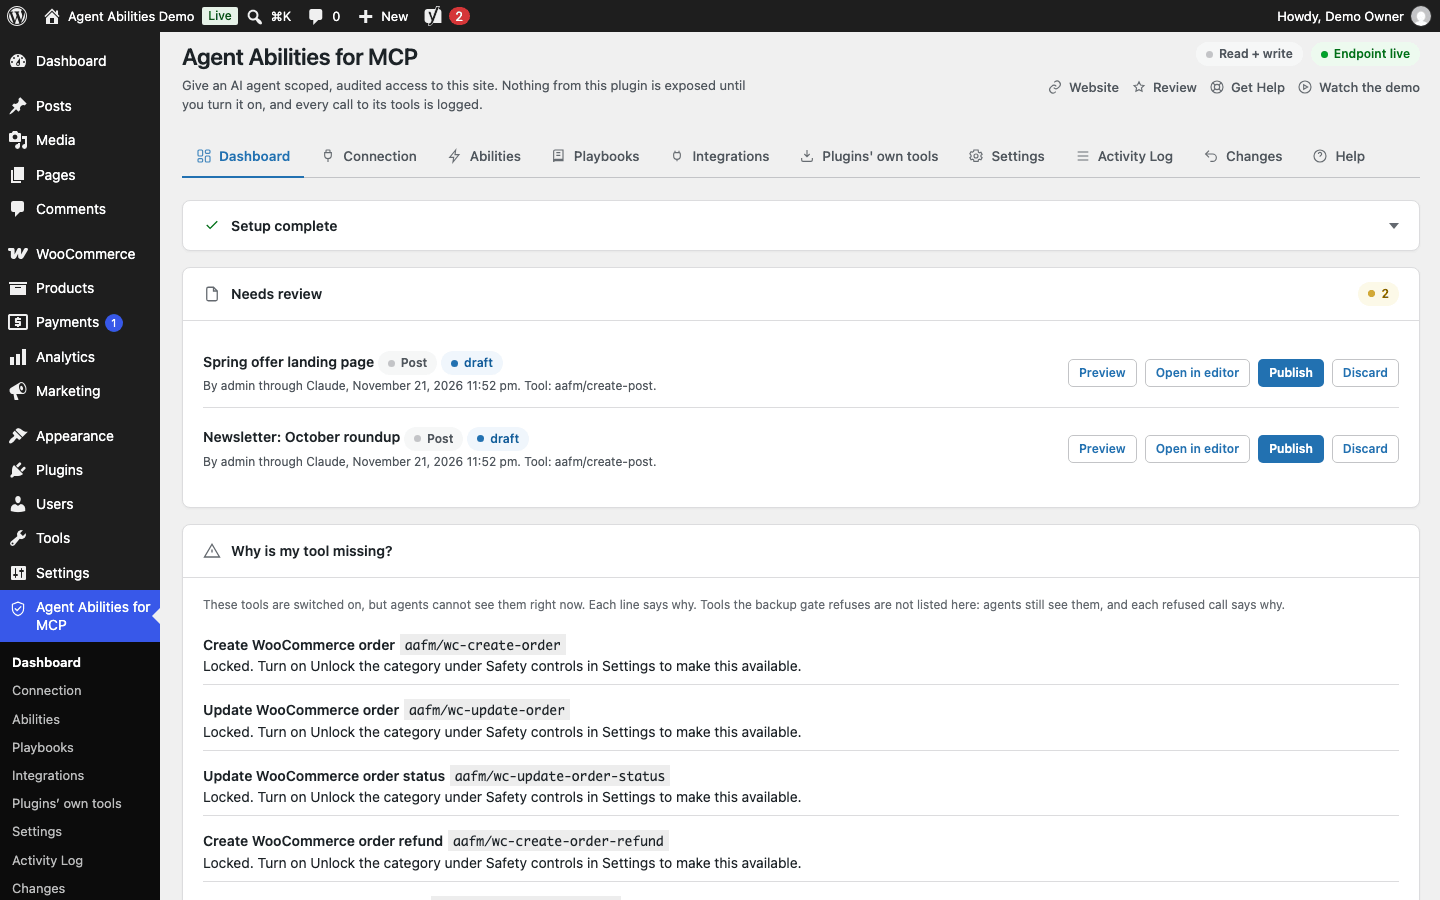 Agent Abilities Demo Live ⌘K 0 New 2 Howdy, Demo Owner
Dashboard
Posts
Media
Pages
Comments
WooCommerce
Products
Payments 1
Analytics
Marketing
Appearance
Plugins
Users
Tools
Settings
Agent Abilities for
MCP
Dashboard
Connection
Abilities
Playbooks
Integrations
Plugins’ own tools
Settings
Activity Log
Changes
Agent Abilities for MCP
Read + write Endpoint live
Give an AI agent scoped, audited access to this site. Nothing from this plugin is exposed until
you turn it on, and every call to its tools is logged.
Website Review Get Help Watch the demo
Dashboard Connection Abilities Playbooks Integrations Plugins' own tools Settings Activity Log Changes Help
Setup complete
Needs review 2
Spring offer landing page Post draft
By admin through Claude, November 21, 2026 11:52 pm. Tool: aafm/create-post.
Preview Open in editor Publish Discard
Newsletter: October roundup Post draft
By admin through Claude, November 21, 2026 11:52 pm. Tool: aafm/create-post.
Preview Open in editor Publish Discard
Why is my tool missing?
These tools are switched on, but agents cannot see them right now. Each line says why. Tools the backup gate refuses are not listed here: agents still see them, and each refused call says why.
Create WooCommerce order aafm/wc-create-order
Locked. Turn on Unlock the category under Safety controls in Settings to make this available.
Update WooCommerce order aafm/wc-update-order
Locked. Turn on Unlock the category under Safety controls in Settings to make this available.
Update WooCommerce order status aafm/wc-update-order-status
Locked. Turn on Unlock the category under Safety controls in Settings to make this available.
Create WooCommerce order refund aafm/wc-create-order-refund
Locked. Turn on Unlock the category under Safety controls in Settings to make this available.